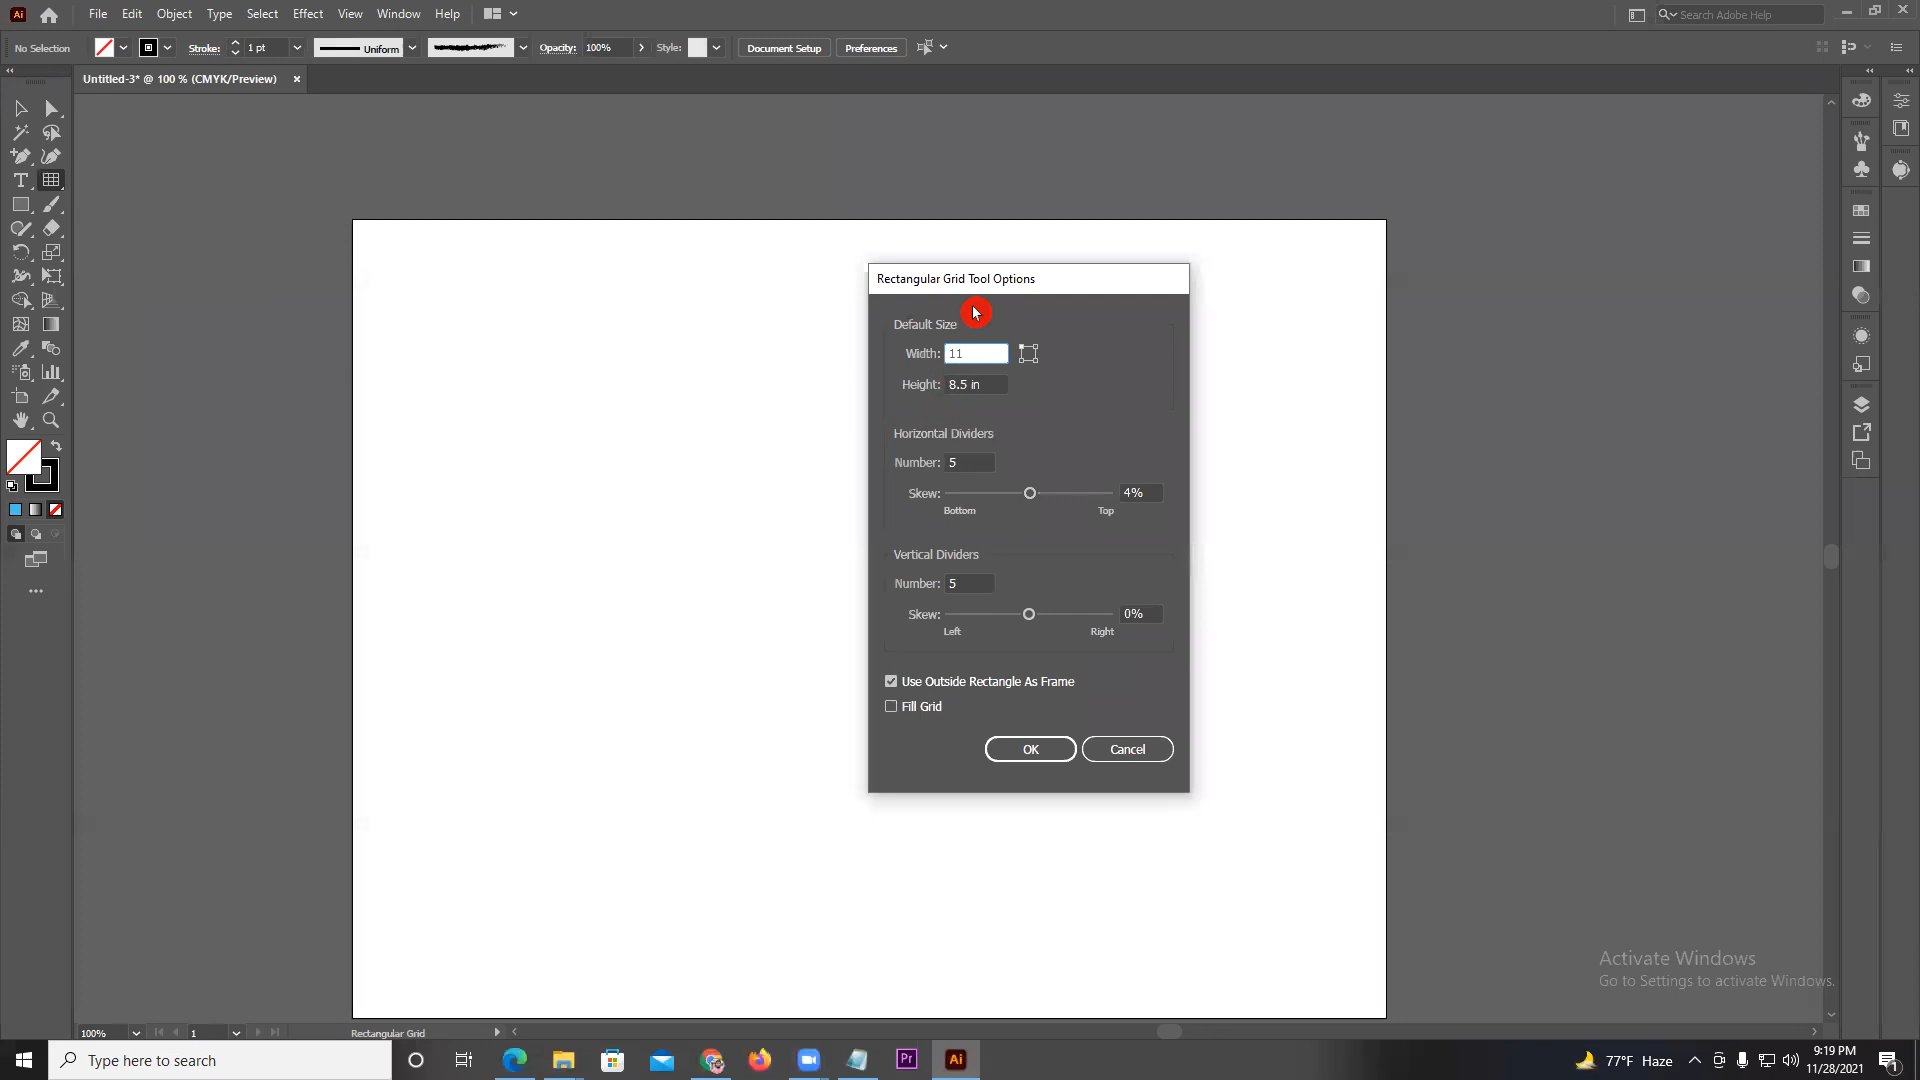 Ai File Edit Object Type Select Effect View Window Help Search Adobe Help
No Selection Stroke: 1 pt Uniform Opacity: 100% Style: Document Setup Preferences
Untitled-3* @ 100 % (CMYK/Preview)
Rectangular Grid Tool Options
Default Size
Width: 11
Height: 8.5 in
Horizontal Dividers
Number: 5
Skew: 4%
Bottom Top
Vertical Dividers
Number: 5
Skew: 0%
Left Right
Use Outside Rectangle As Frame
Fill Grid
OK Cancel
Activate Windows
Go to Settings to activate Windows.
100% 1 Rectangular Grid
Type here to search Pr Ai 77°F Haze 9:19 PM
11/28/2021 1